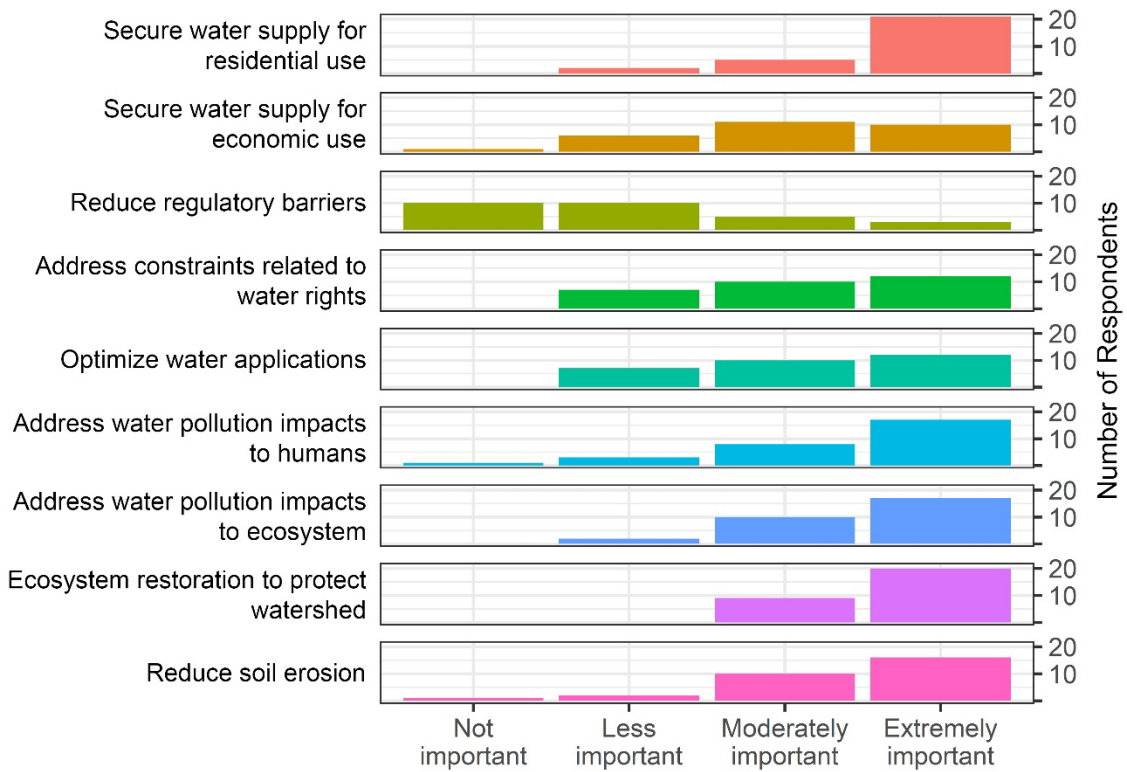 Secure water supply for
residential use
20
10
Secure water supply for
economic use
20
10
Reduce regulatory barriers
20
10
Address constraints related to
water rights
20
10
Optimize water applications
20
10
Address water pollution impacts
to humans
20
10
Address water pollution impacts
to ecosystem
20
10
Ecosystem restoration to protect
watershed
20
10
Reduce soil erosion
20
10
Number of Respondents
Not
important
Less
important
Moderately
important
Extremely
important